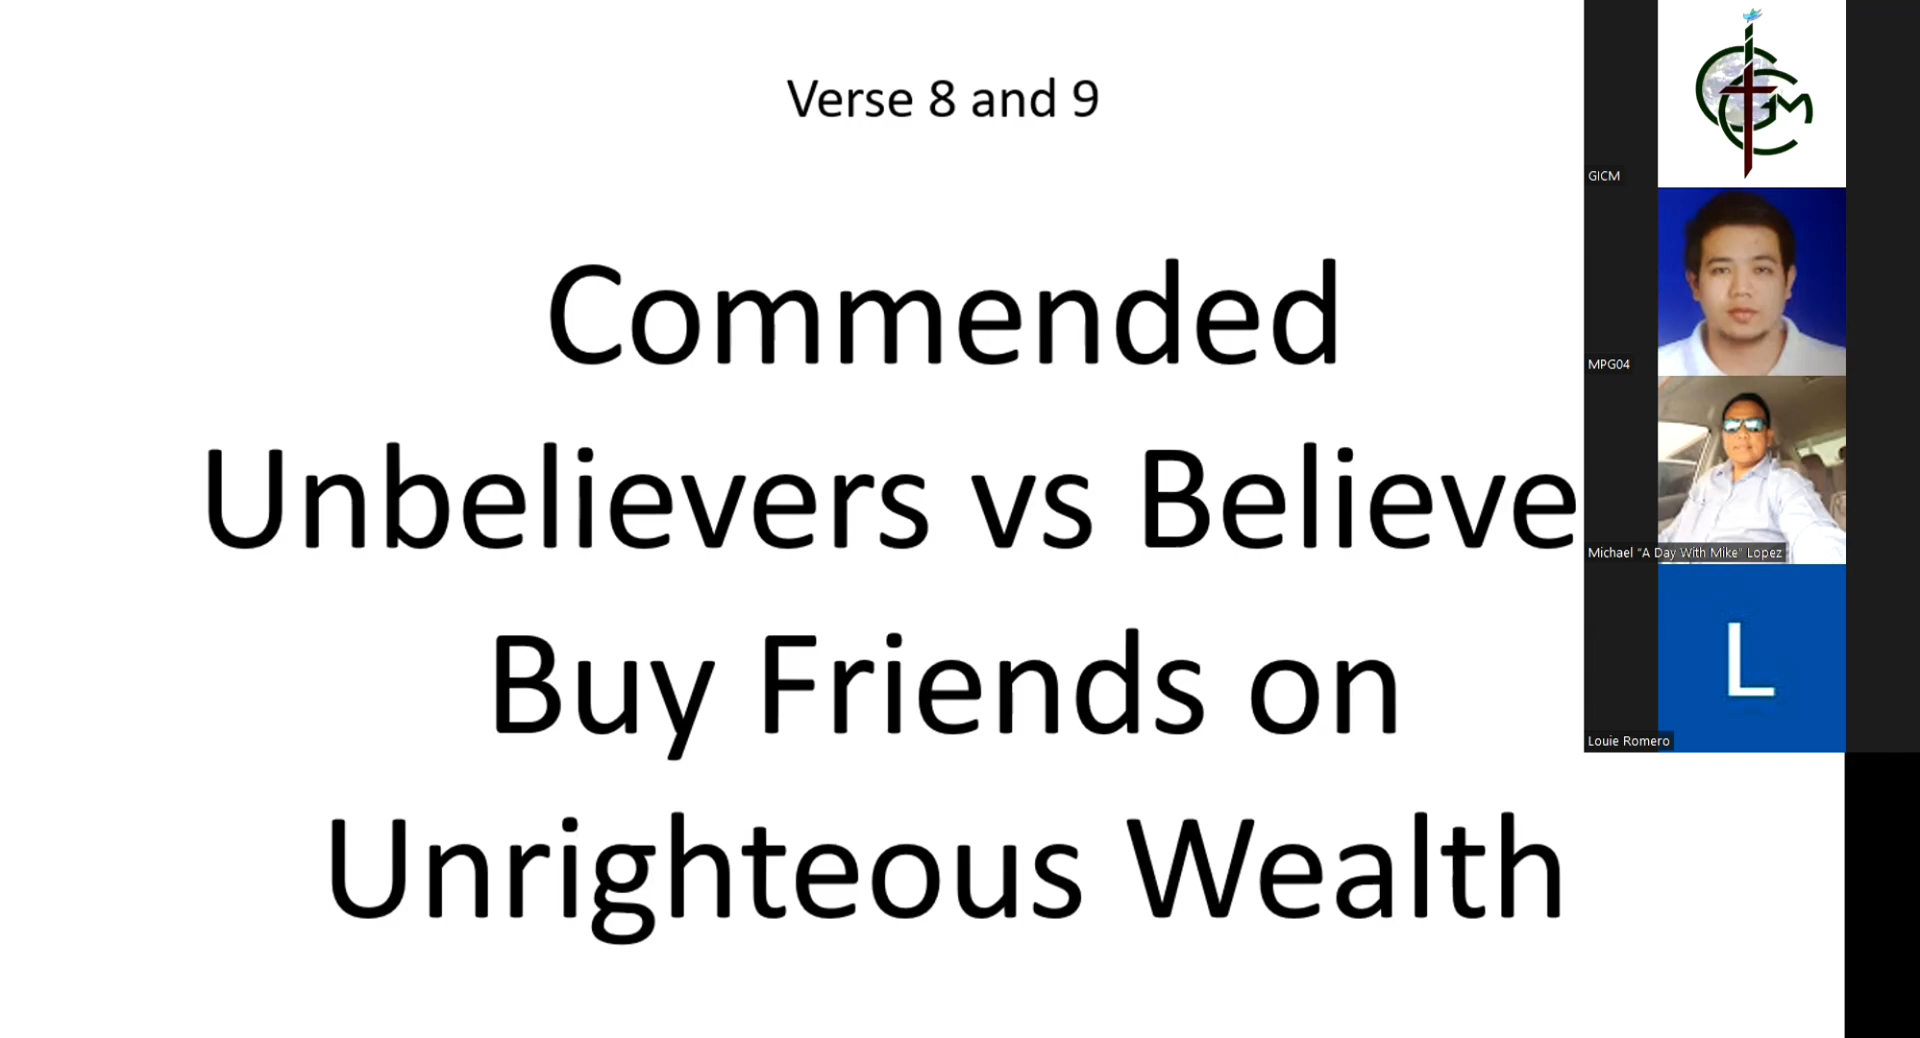 Verse 8 and 9
Commended
Unbelievers vs Believe
Buy Friends on
Unrighteous Wealth
GICM
MPG04
Michael "A Day With Mike" Lopez
L
Louie Romero